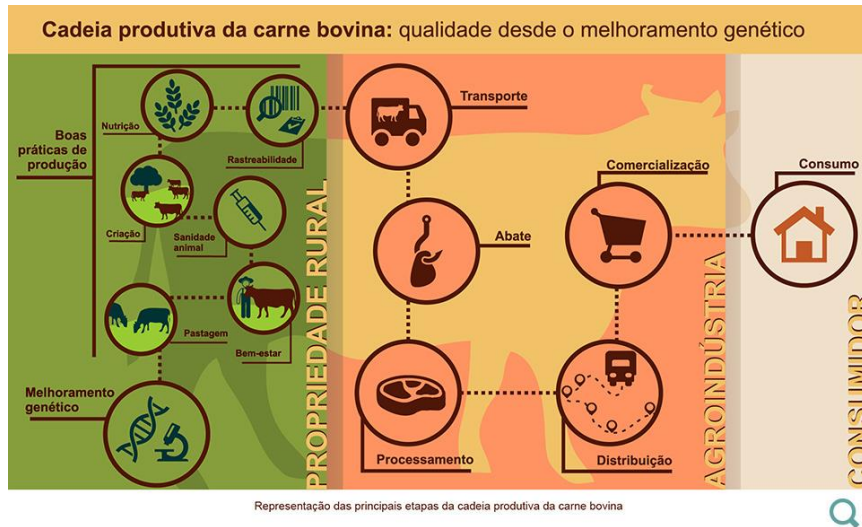 Cadeia produtiva da carne bovina: qualidade desde o melhoramento genético
Boas
práticas de
produção
Nutrição
Rastreabilidade
Criação
Sanidade
animal
Pastagem
Bem-estar
Melhoramento
genético
PROPRIEDADE RURAL
Transporte
Abate
Processamento
Distribuição
Comercialização
AGROINDÚSTRIA
Consumo
CONSUMIDOR
Representação das principais etapas da cadeia produtiva da carne bovina